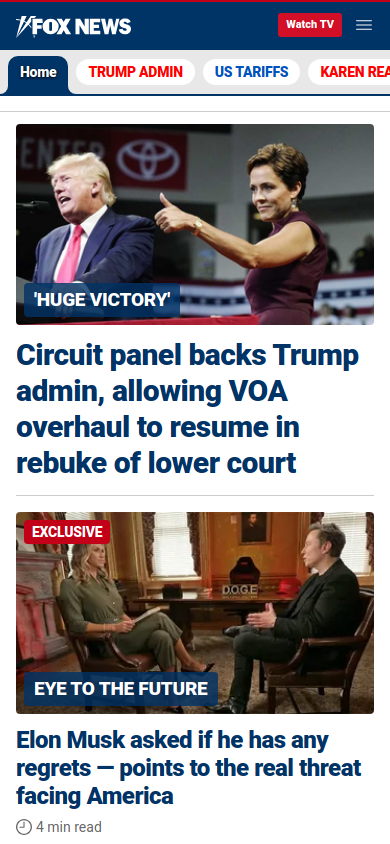 FOX NEWS
Watch TV
Home
TRUMP ADMIN
US TARIFFS
KAREN REA
ENTER
'HUGE VICTORY'
Circuit panel backs Trump
admin, allowing VOA
overhaul to resume in
rebuke of lower court
EXCLUSIVE
D.O.G.E
EYE TO THE FUTURE
Elon Musk asked if he has any
regrets — points to the real threat
facing America
4 min read